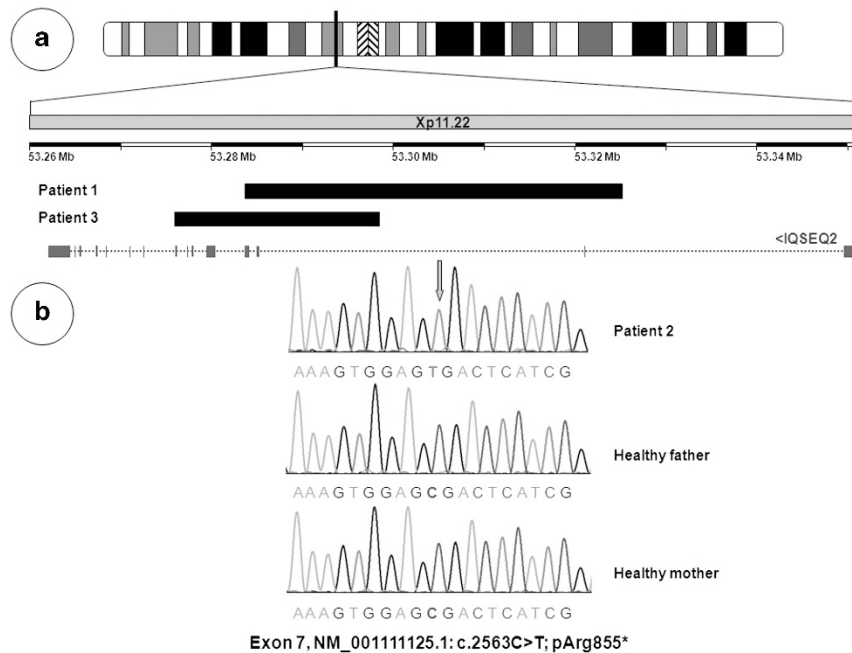 a
Xp11.22
53.26 Mb 53.28 Mb 53.30 Mb 53.32 Mb 53.34 Mb
Patient 1
Patient 3
<IQSEQ2
b
Patient 2
AAAGTGGAGTGACTCATCG
Healthy father
AAAGTGGAGCGACTCATCG
Healthy mother
AAAGTGGAGCGACTCATCG
Exon 7, NM_001111125.1: c.2563C>T; pArg855*